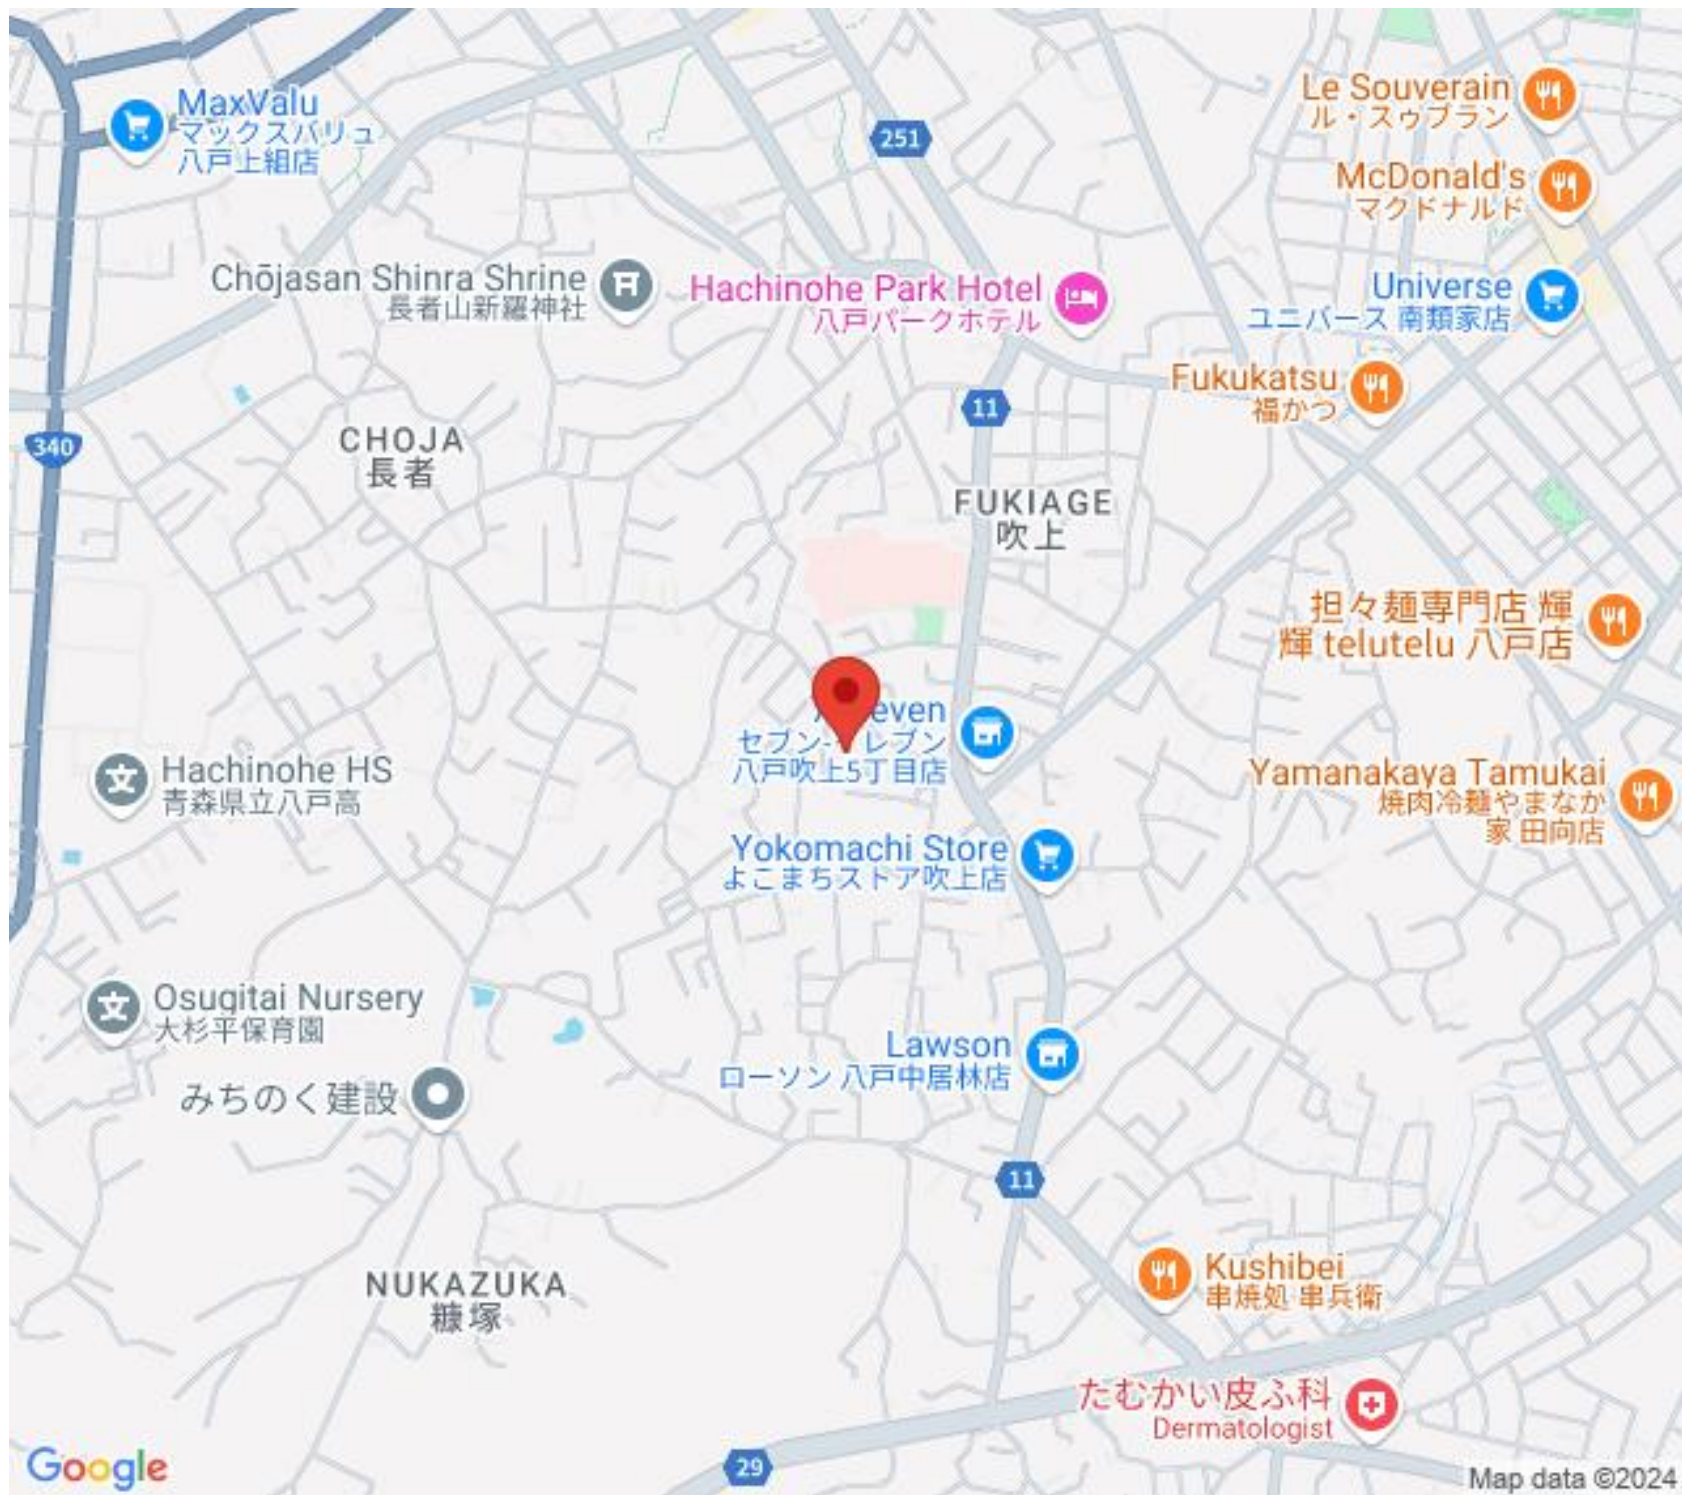 MaxValu
マックスバリュ
八戸上組店
251
Le Souverain
ル・スゥブラン
McDonald's
マクドナルド
Chōjasan Shinra Shrine
長者山新羅神社
Hachinohe Park Hotel
八戸パークホテル
Universe
ユニバース 南類家店
Fukukatsu
福かつ
11
340
CHOJA
長者
FUKIAGE
吹上
担々麺専門店 輝
輝 telutelu 八戸店
八戸吹上5丁目店
Hachinohe HS
青森県立八戸高
Yamanakaya Tamukai
焼肉冷麺やまなか
家 田向店
Yokomachi Store
よこまちストア吹上店
Osugitai Nursery
大杉平保育園
Lawson
ローソン 八戸中居林店
みちのく建設
11
Kushibei
串焼処 串兵衛
NUKAZUKA
糠塚
たむかい皮ふ科
Dermatologist
29
Google
Map data ©2024